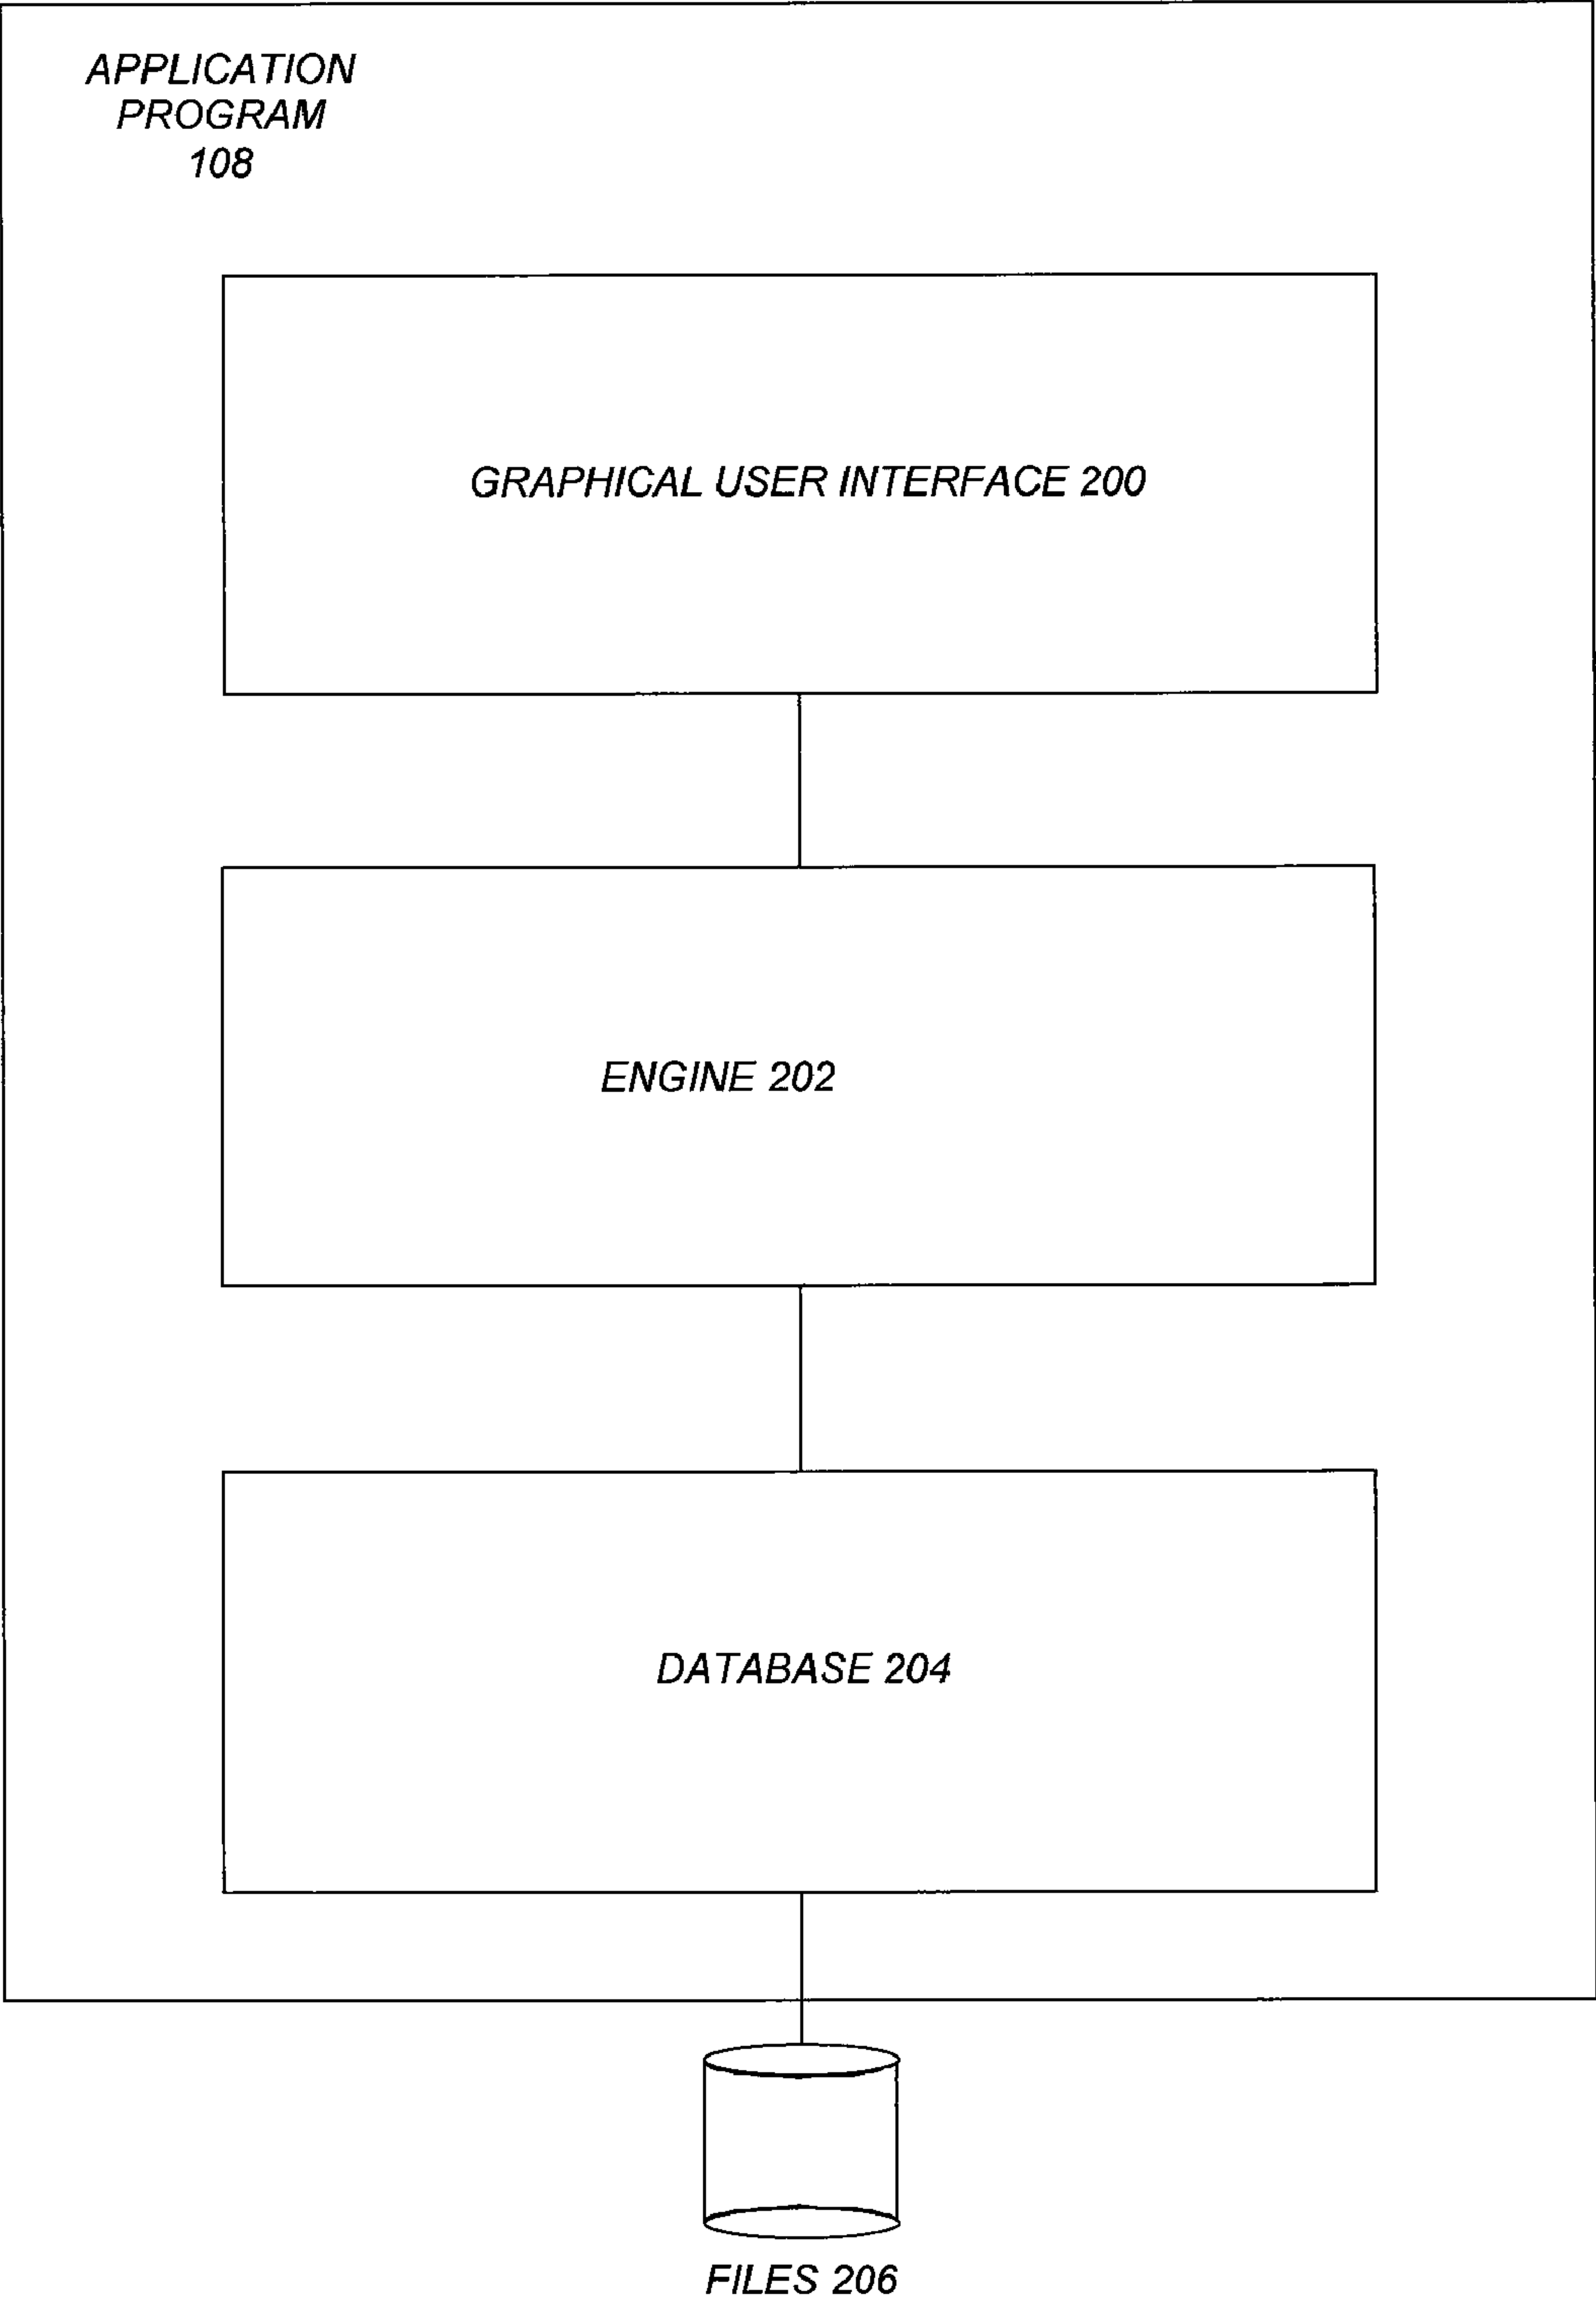 APPLICATION
PROGRAM
108
GRAPHICAL USER INTERFACE 200
ENGINE 202
DATABASE 204
FILES 206